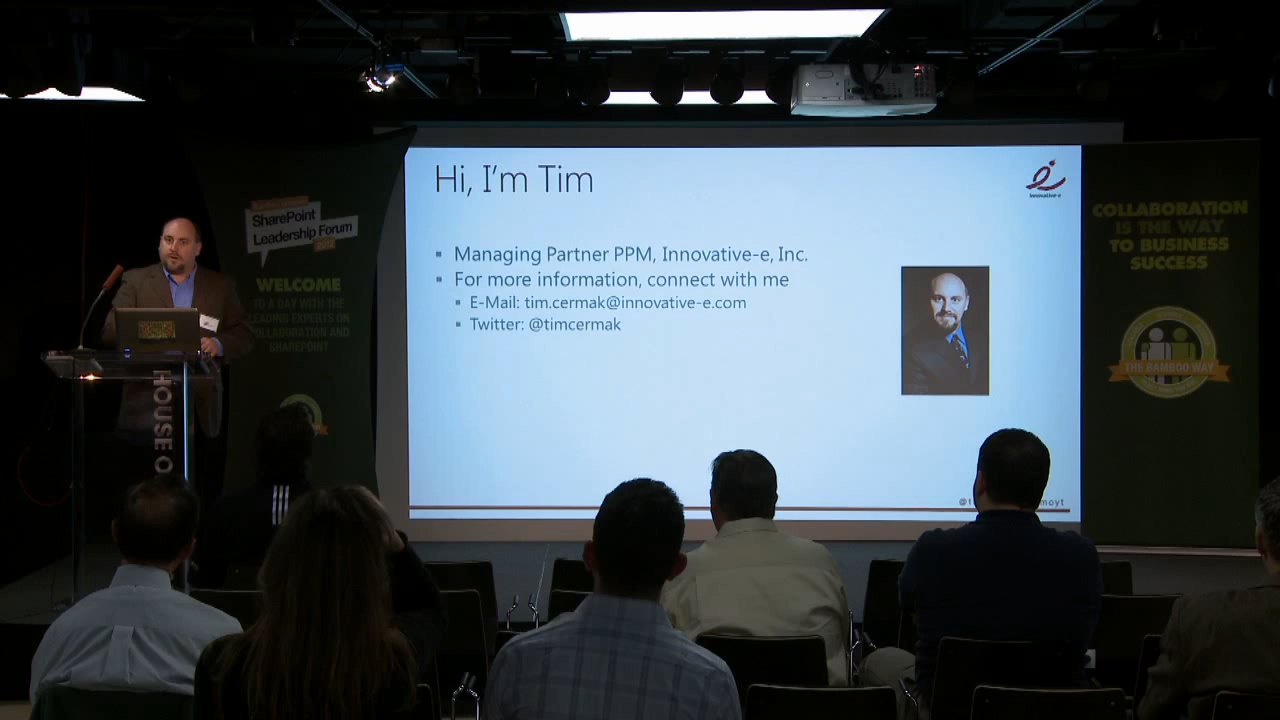 Hi, I'm Tim
innovative-e
Managing Partner PPM, Innovative-e, Inc.
For more information, connect with me
E-Mail: tim.cermak@innovative-e.com
Twitter: @timcermak
SharePoint
Leadership Forum
WELCOME
TO A DAY WITH THE
LEADING EXPERTS ON
COLLABORATION AND
SHAREPOINT
COLLABORATION
IS THE WAY
TO BUSINESS
SUCCESS
THE BAMBOO WAY
HOUSE O